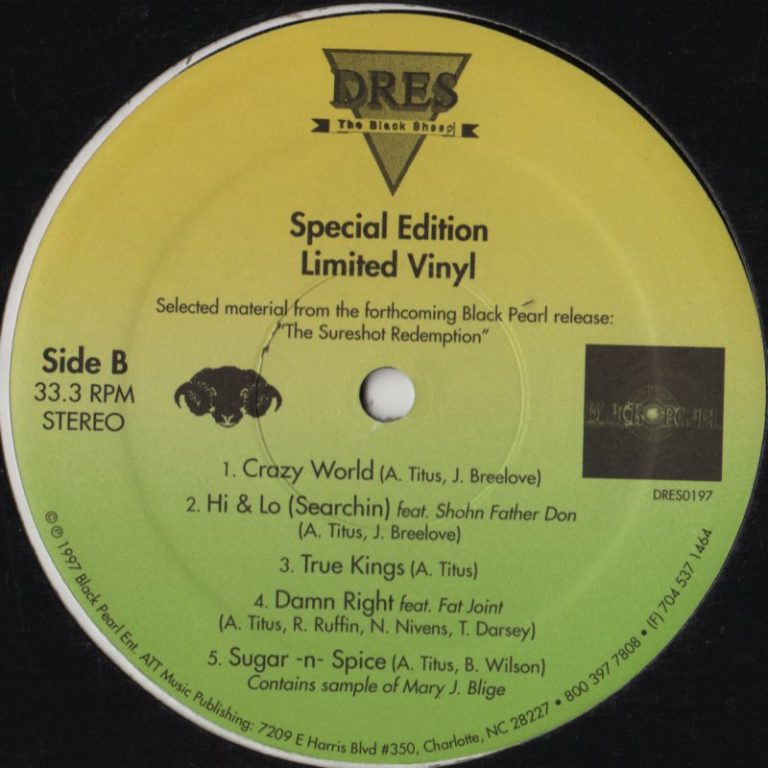 DRES
The Black Sheep
Special Edition
Limited Vinyl
Selected material from the forthcoming Black Pearl release:
"The Sureshot Redemption"
Side B
33.3 RPM
STEREO
BLACK PEARL
DRES0197
1. Crazy World (A. Titus, J. Breelove)
2. Hi & Lo (Searchin) feat. Shohn Father Don
(A. Titus, J. Breelove)
3. True Kings (A. Titus)
4. Damn Right feat. Fat Joint
(A. Titus, R. Ruffin, N. Nivens, T. Darsey)
5. Sugar -n- Spice (A. Titus, B. Wilson)
Contains sample of Mary J. Blige
© ℗ 1997 Black Pearl Ent. ATT Music Publishing: 7209 E Harris Blvd #350, Charlotte, NC 28227 • 800 397 7808 • (F) 704 537 1464